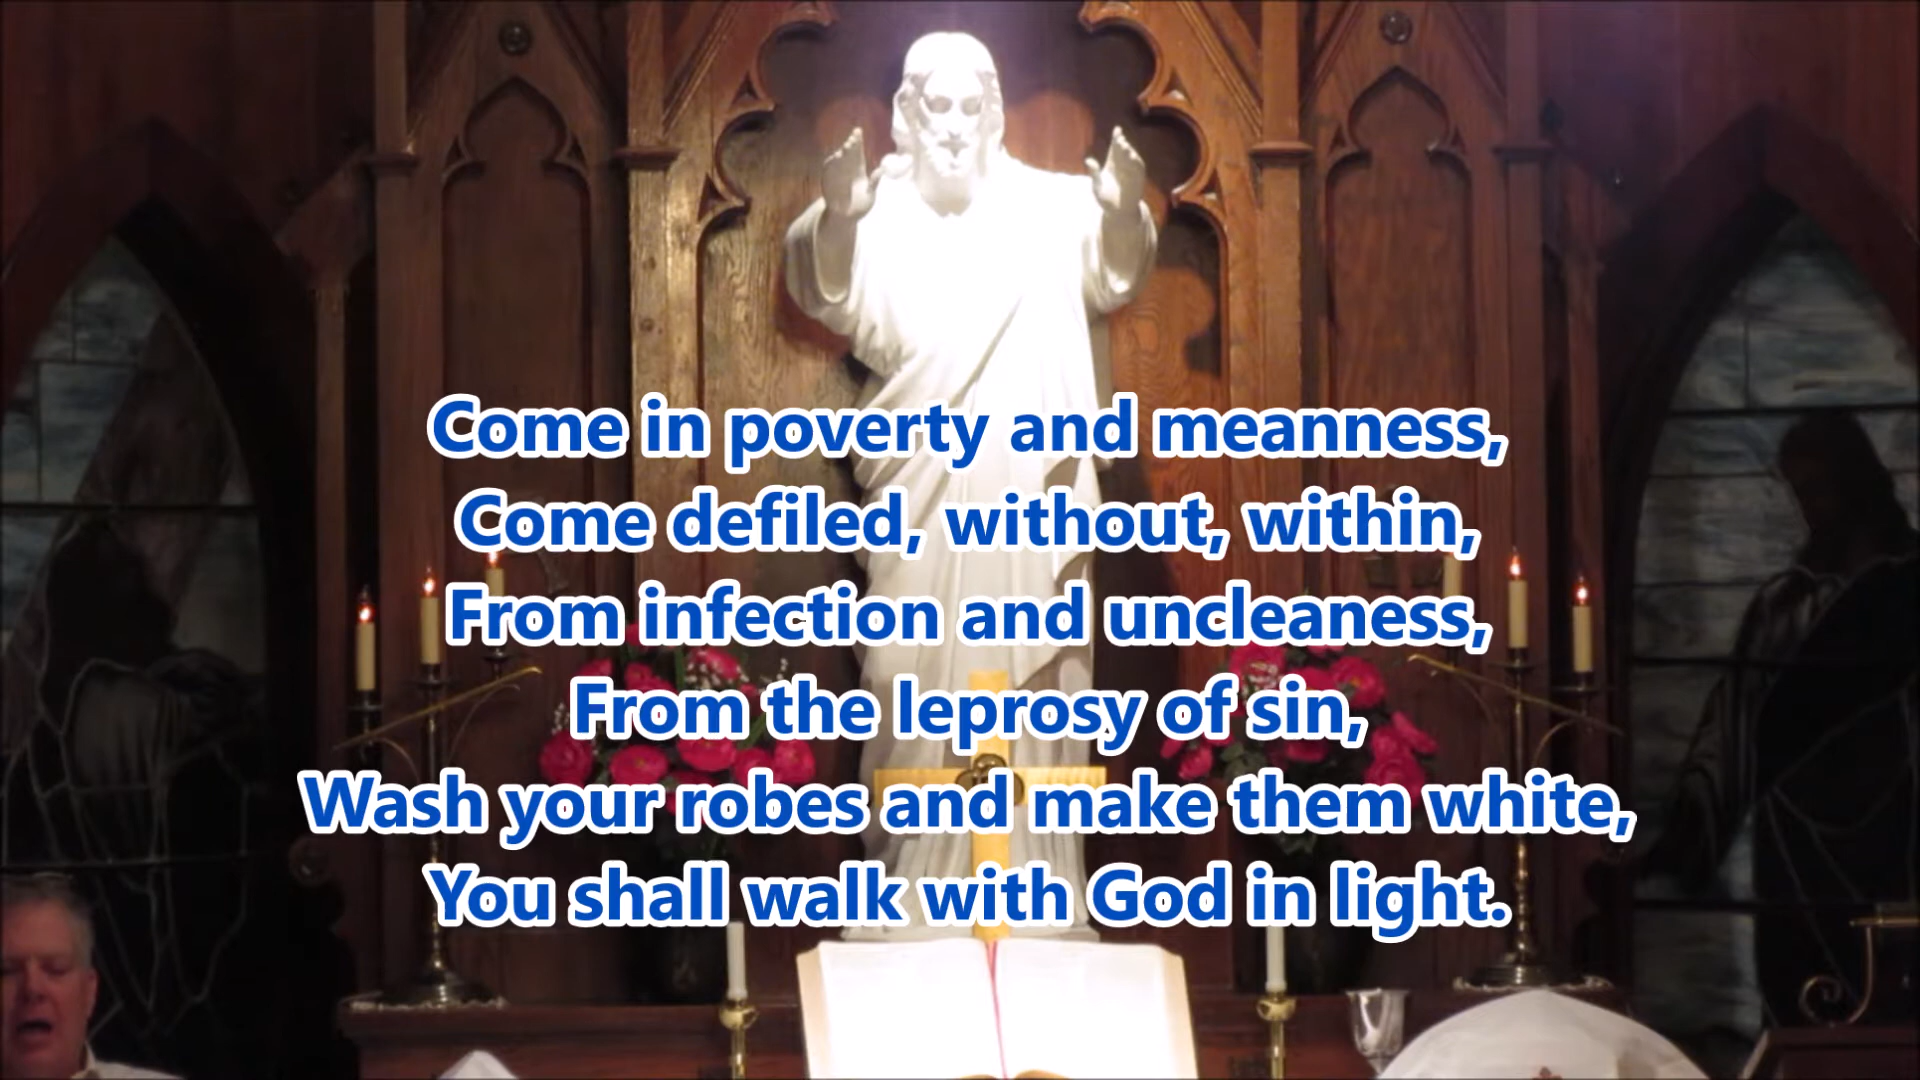 Come in poverty and meanness,
Come defiled, without, within,
From infection and uncleaness,
From the leprosy of sin,
Wash your robes and make them white,
You shall walk with God in light.